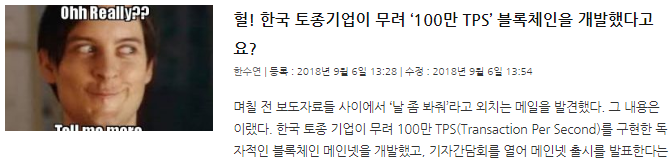 Ohh Really??
Tell me more
헐! 한국 토종기업이 무려 ‘100만 TPS’ 블록체인을 개발했다고
요?
한수연 | 등록 : 2018년 9월 6일 13:28 | 수정 : 2018년 9월 6일 13:54
며칠 전 보도자료들 사이에서 ‘날 좀 봐줘’라고 외치는 메일을 발견했다. 그 내용은
이랬다. 한국 토종 기업이 무려 100만 TPS(Transaction Per Second)를 구현한 독
자적인 블록체인 메인넷을 개발했고, 기자간담회를 열어 메인넷 출시를 발표한다는